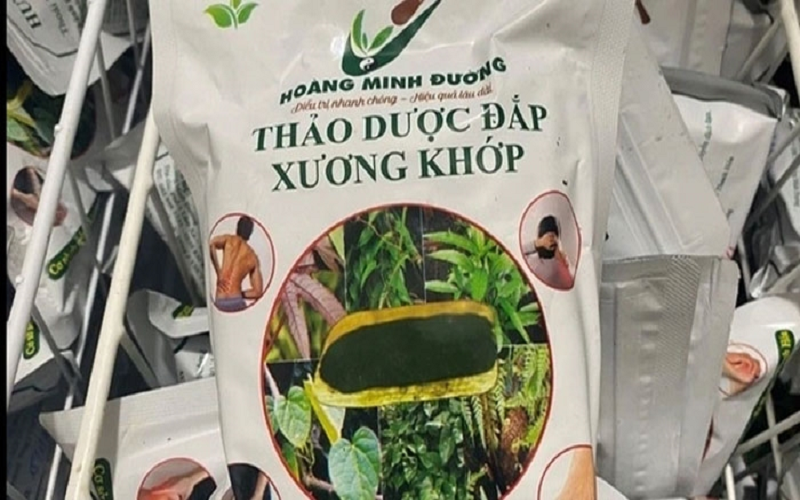 HOÀNG MINH ĐƯỜNG
Điều trị nhanh chóng - Hiệu quả lâu dài
THẢO DƯỢC ĐẮP
XƯƠNG KHỚP